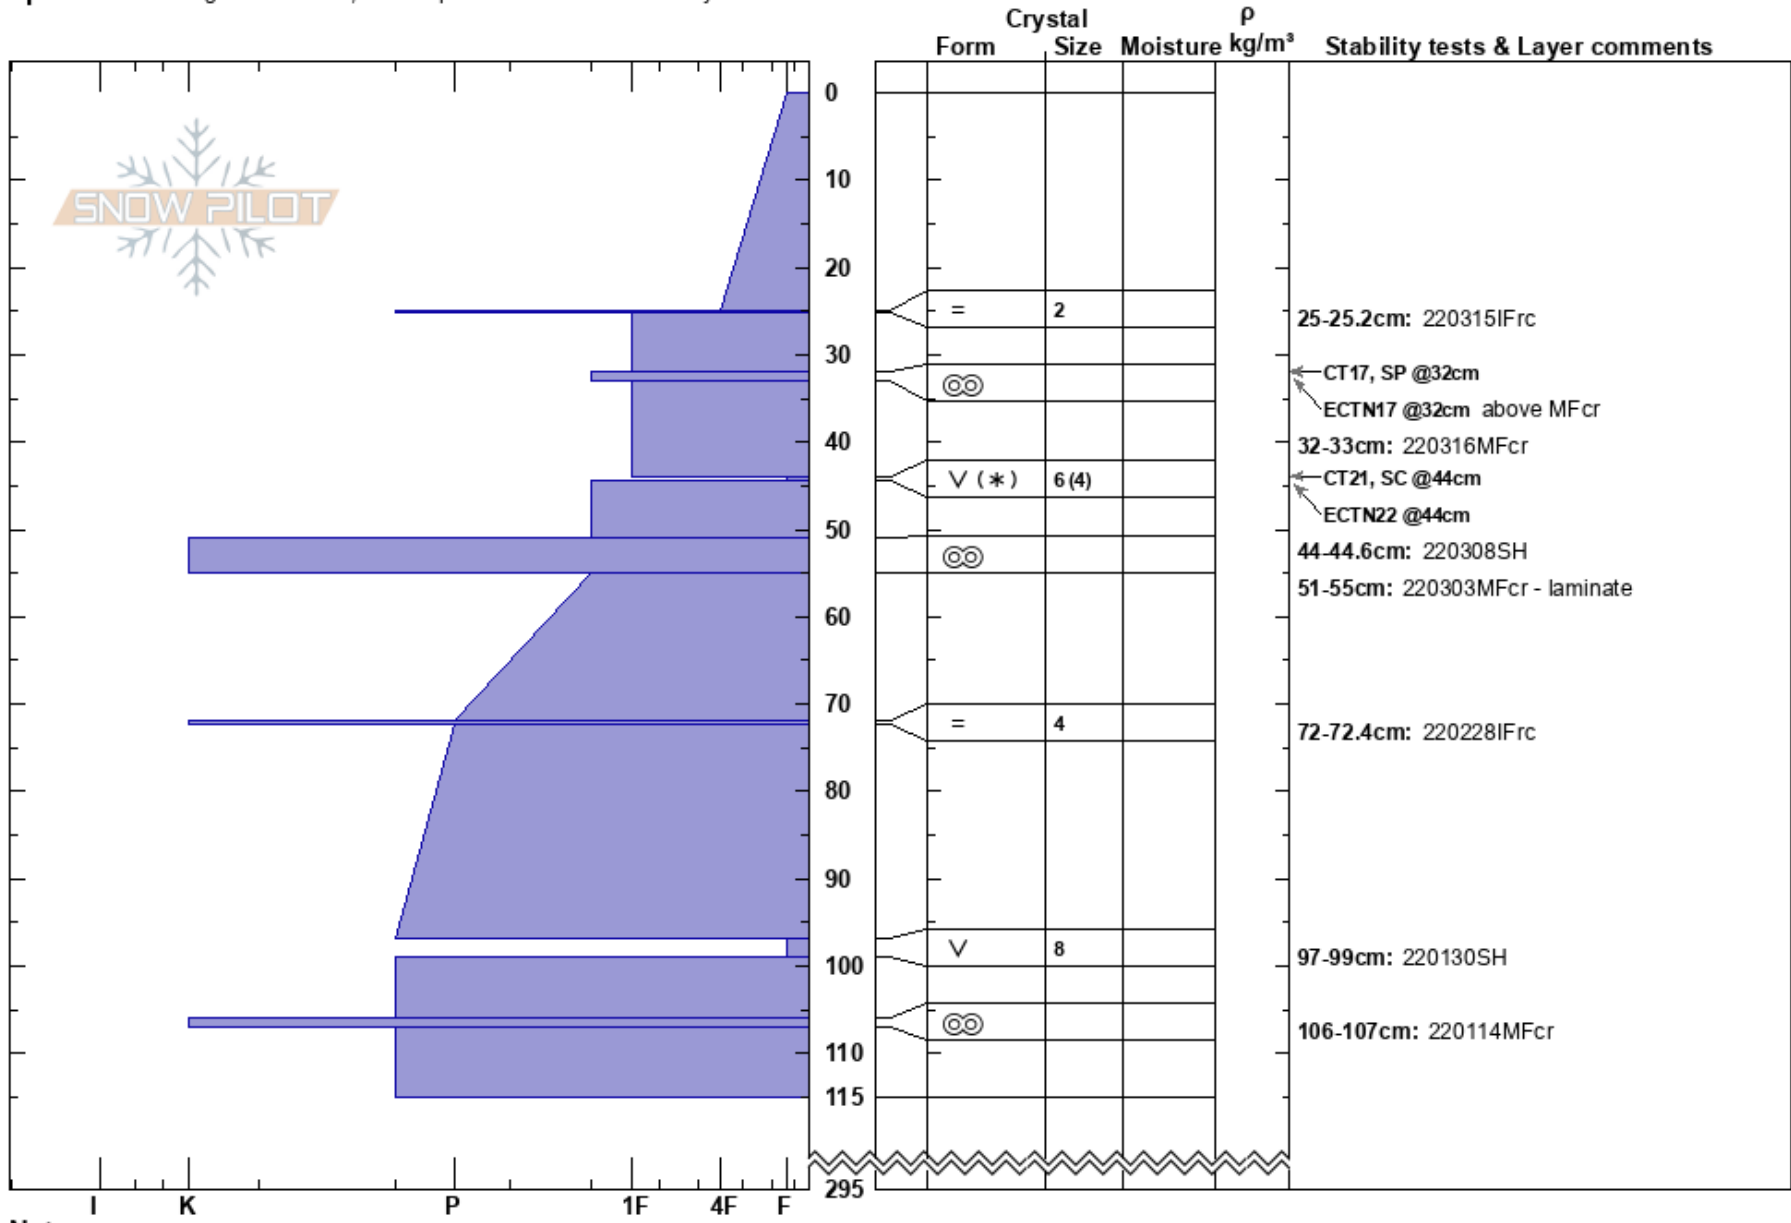 Crystal
ρ
Form Size Moisture kg/m³ Stability tests & Layer comments
0
SNOW PILOT
10
20
= 2
25-25.2cm: 220315IFrc
30
CT17, SP @32cm
ECTN17 @32cm above MFcr
40
32-33cm: 220316MFcr
V (*) 6 (4)
CT21, SC @44cm
ECTN22 @44cm
50
44-44.6cm: 220308SH
51-55cm: 220303MFcr - laminate
60
70
= 4
72-72.4cm: 220228IFrc
80
90
V 8
97-99cm: 220130SH
100
106-107cm: 220114MFcr
110
115
295
I K P 1F 4F F